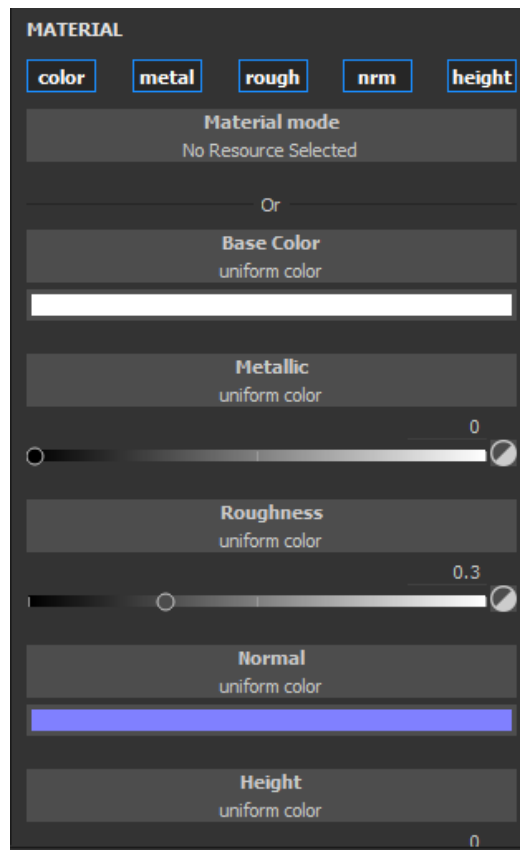 MATERIAL
color metal rough nrm height
Material mode
No Resource Selected
Or
Base Color
uniform color
Metallic
uniform color
0
Roughness
uniform color
0.3
Normal
uniform color
Height
uniform color
0